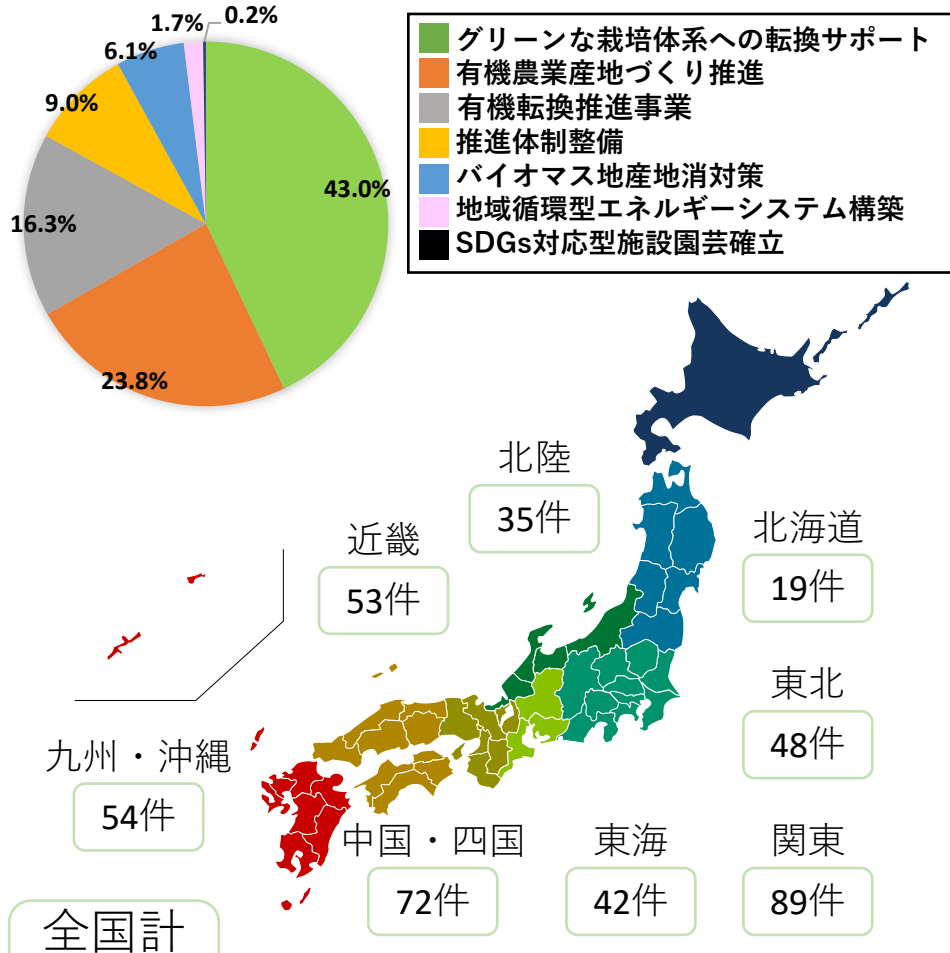 1.7%
0.2%
6.1%
9.0%
16.3%
43.0%
23.8%
グリーンな栽培体系への転換サポート
有機農業産地づくり推進
有機転換推進事業
推進体制整備
バイオマス地産地消対策
地域循環型エネルギーシステム構築
SDGs対応型施設園芸確立
北陸
35件
北海道
19件
近畿
53件
東北
48件
九州・沖縄
54件
中国・四国
72件
東海
42件
関東
89件
全国計